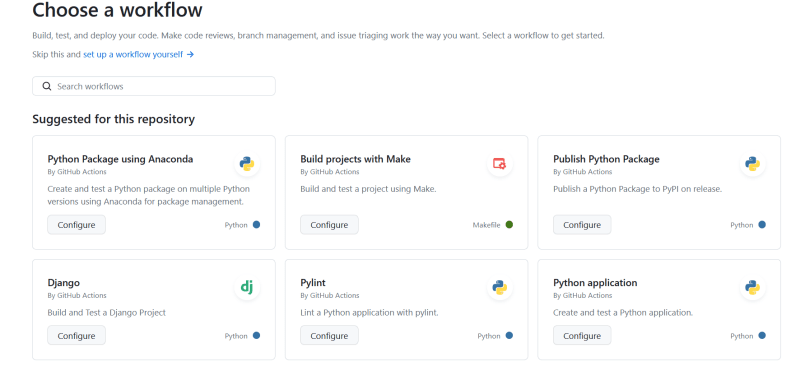 Choose a workflow
Build, test, and deploy your code. Make code reviews, branch management, and issue triaging work the way you want. Select a workflow to get started.
Skip this and set up a workflow yourself →
Search workflows
Suggested for this repository
Python Package using Anaconda
By GitHub Actions
Create and test a Python package on multiple Python
versions using Anaconda for package management.
Configure
Python
Build projects with Make
By GitHub Actions
Build and test a project using Make.
Configure
Makefile
Publish Python Package
By GitHub Actions
Publish a Python Package to PyPI on release.
Configure
Python
Django
By GitHub Actions
dj
Build and Test a Django Project
Configure
Python
Pylint
By GitHub Actions
Lint a Python application with pylint.
Configure
Python
Python application
By GitHub Actions
Create and test a Python application.
Configure
Python